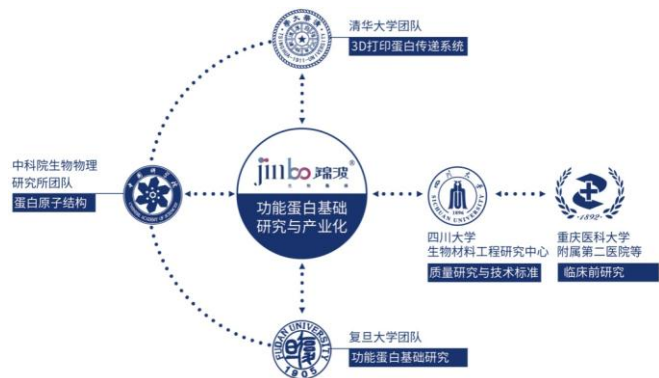 清华大学团队
3D打印蛋白传递系统
中科院生物物理
研究所团队
蛋白原子结构
jinbo 锦波®
功能蛋白基础
研究与产业化
SICHUAN UNIVERSITY
1896
四川大学
生物材料工程研究中心
质量研究与技术标准
1892
重庆医科大学
附属第二医院等
临床前研究
FUDAN UNIVERSITY
1905
复旦大学团队
功能蛋白基础研究